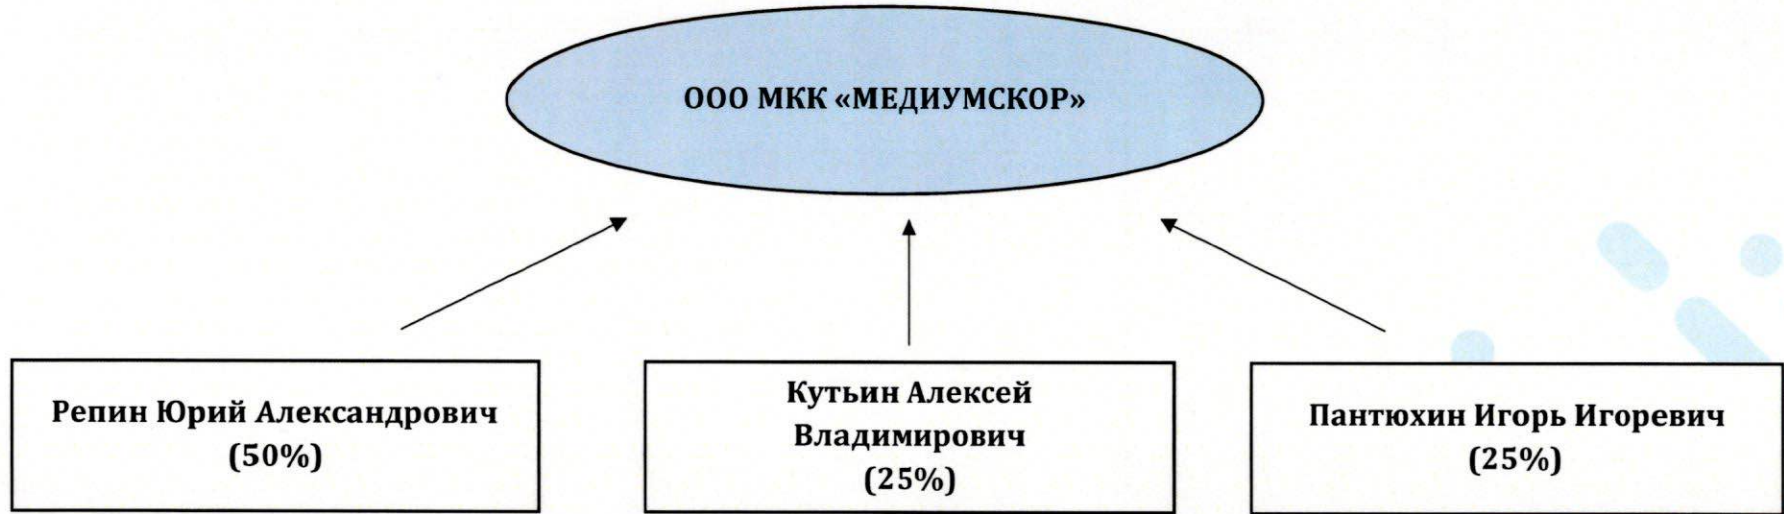 ООО МКК «МЕДИУМСКОР»
Репин Юрий Александрович
(50%)
Кутьин Алексей
Владимирович
(25%)
Пантюхин Игорь Игоревич
(25%)